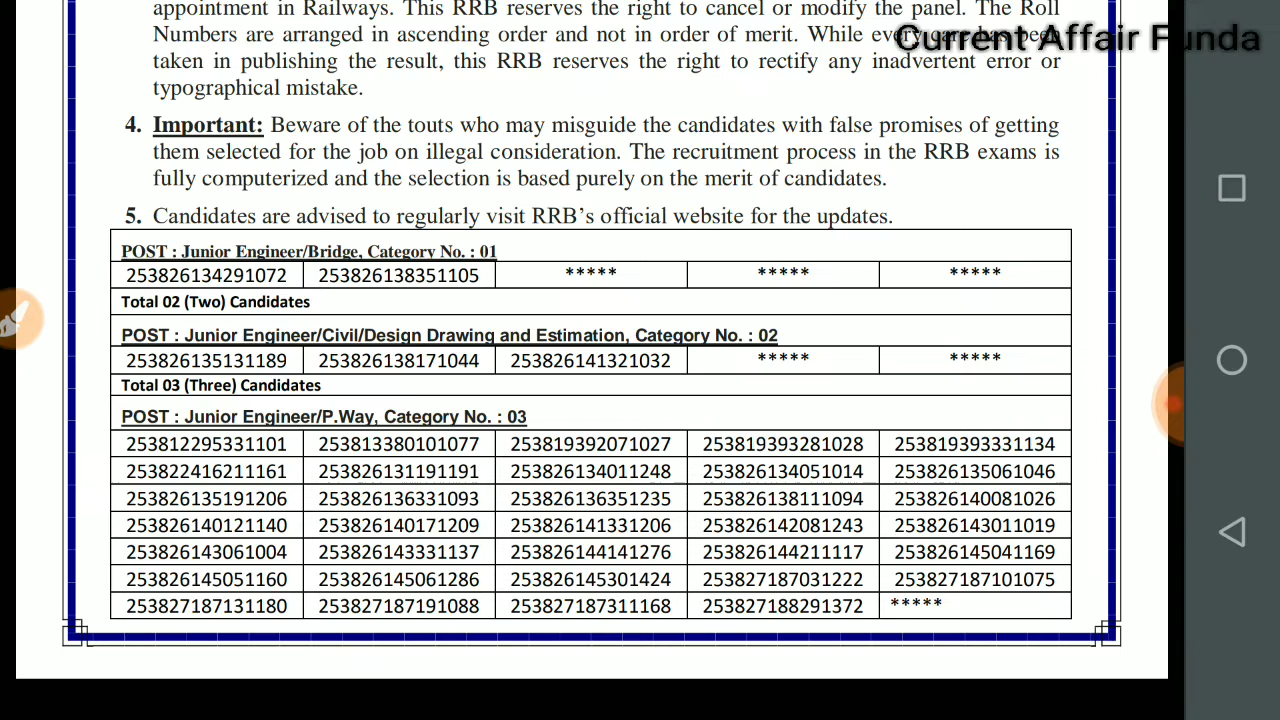 appointment in Railways. This RRB reserves the right to cancel or modify the panel. The Roll
Numbers are arranged in ascending order and not in order of merit. While every care has been
Current Affair Funda
taken in publishing the result, this RRB reserves the right to rectify any inadvertent error or
typographical mistake.
4. Important: Beware of the touts who may misguide the candidates with false promises of getting
them selected for the job on illegal consideration. The recruitment process in the RRB exams is
fully computerized and the selection is based purely on the merit of candidates.
5. Candidates are advised to regularly visit RRB's official website for the updates.
POST : Junior Engineer/Bridge, Category No. : 01
253826134291072 253826138351105 ***** ***** *****
Total 02 (Two) Candidates
POST : Junior Engineer/Civil/Design Drawing and Estimation, Category No. : 02
253826135131189 253826138171044 253826141321032 ***** *****
Total 03 (Three) Candidates
POST : Junior Engineer/P.Way, Category No. : 03
253812295331101 253813380101077 253819392071027 253819393281028 253819393331134
253822416211161 253826131191191 253826134011248 253826134051014 253826135061046
253826135191206 253826136331093 253826136351235 253826138111094 253826140081026
253826140121140 253826140171209 253826141331206 253826142081243 253826143011019
253826143061004 253826143331137 253826144141276 253826144211117 253826145041169
253826145051160 253826145061286 253826145301424 253827187031222 253827187101075
253827187131180 253827187191088 253827187311168 253827188291372 *****